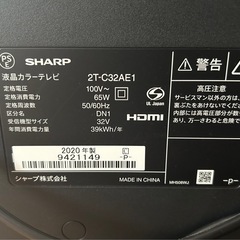 PS
E
SHARP
液晶カラーテレビ 2T-C32AE1
定格電圧 100V～
定格消費電力 65W
定格周波数 50/60Hz
区分名 DN1
受信機型サイズ 32V
年間消費電力量 39kWh/年
JAPAN
HDMI
2020 年製
9421149
-P-
シャープ株式会社
MADE IN CHINA
警告
高圧注意
サービスマン以外の方は、
あけないでください。
内部には高電圧部分が
あり、万一さわると危険です。
-P-